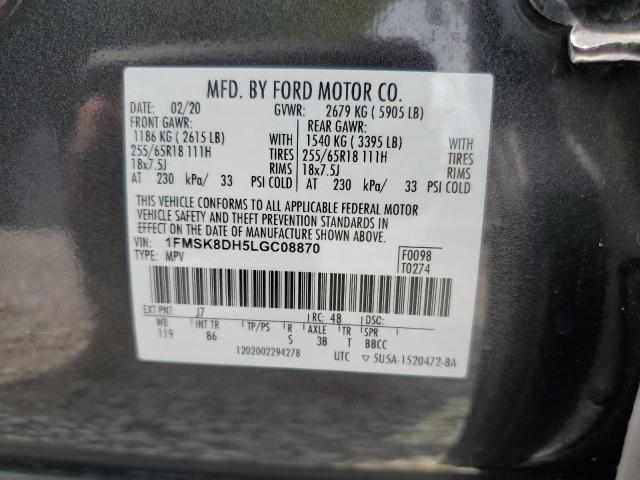 MFD. BY FORD MOTOR CO.
DATE: 02/20 GVWR: 2679 KG ( 5905 LB)
FRONT GAWR: REAR GAWR:
1186 KG ( 2615 LB) WITH 1540 KG ( 3395 LB) WITH
255/65R18 111H TIRES 255/65R18 111H TIRES
18x7.5J RIMS 18x7.5J RIMS
AT 230 kPa/ 33 PSI COLD AT 230 kPa/ 33 PSI COLD
THIS VEHICLE CONFORMS TO ALL APPLICABLE FEDERAL MOTOR
VEHICLE SAFETY AND THEFT PREVENTION STANDARDS IN
EFFECT ON THE DATE OF MANUFACTURE SHOWN ABOVE.
VIN: 1FMSK8DH5LGC08870 F0098
TYPE: MPV T0274
EXT PNT: J7 RC: 48 DSC:
WB INT TR TP/PS R AXLE TR SPR
119 86 S 3B T BBCC
1202002294278 UTC ▽ 5U5A-1520472-BA